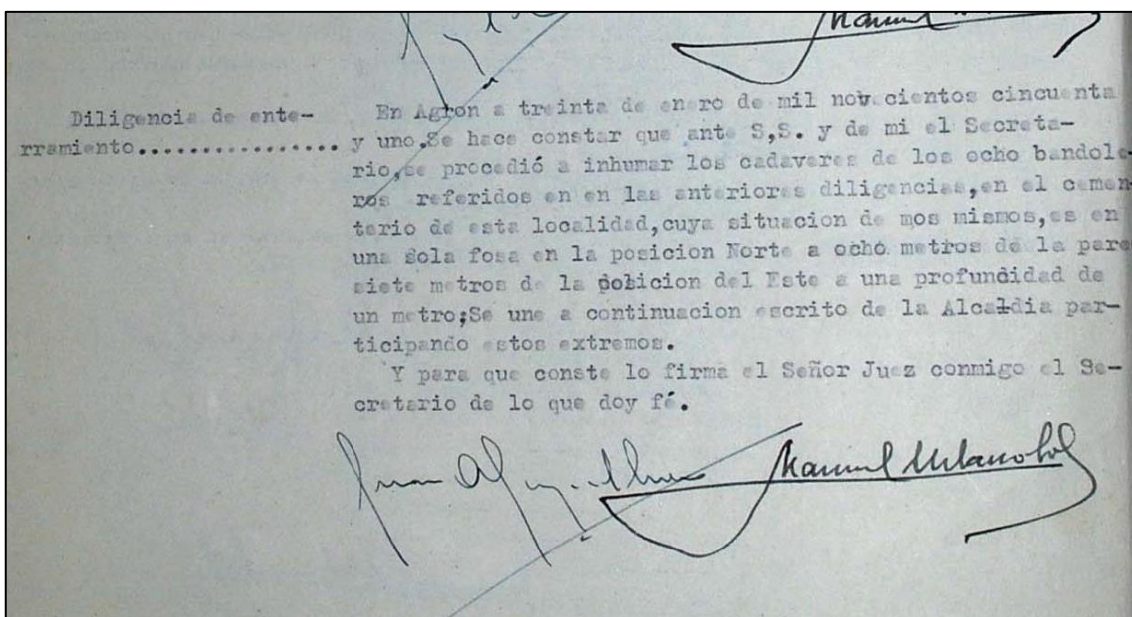 Diligencia de ente-
rramiento................
En Agron a treinta de enero de mil novecientos cincuenta
y uno.Se hace constar que ante S,S. y de mi el Secreta-
rio,se procedió a inhumar los cadaveres de los ocho bandole-
ros referidos en en las anteriores diligencias,en el cemen-
terio de esta localidad,cuya situacion de mos mismos,es en
una sola fosa en la posicion Norte a ocho metros de la pare
siete metros de la posicion del Este a una profundidad de
un metro;Se une a continuacion escrito de la Alcaldia par-
ticipando estos extremos.
Y para que conste lo firma el Señor Juez conmigo el Se-
cretario de lo que doy fé.
Manuel